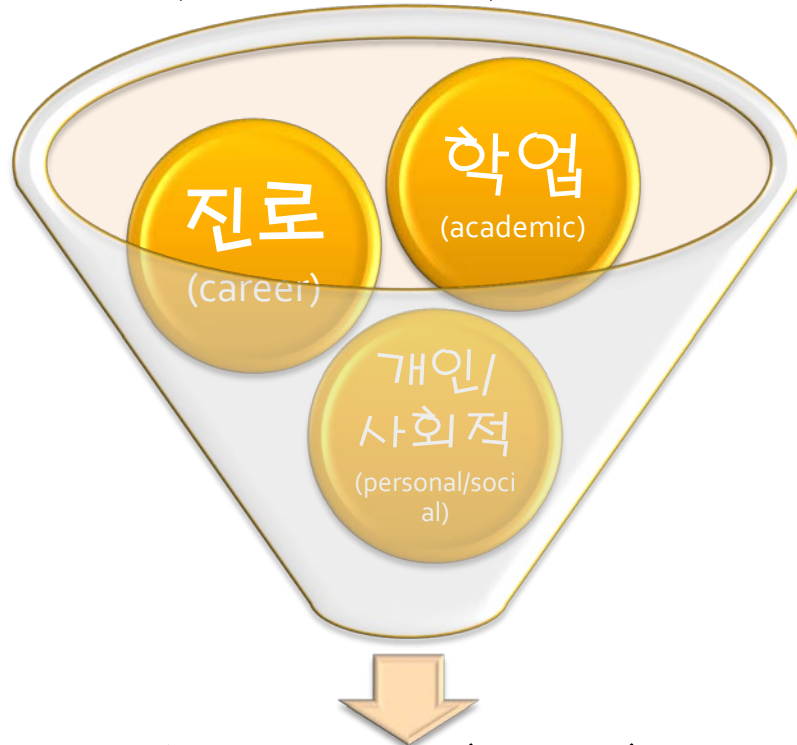 학업
(academic)
진로
(career)
개인/
사회적
(personal/soci
al)